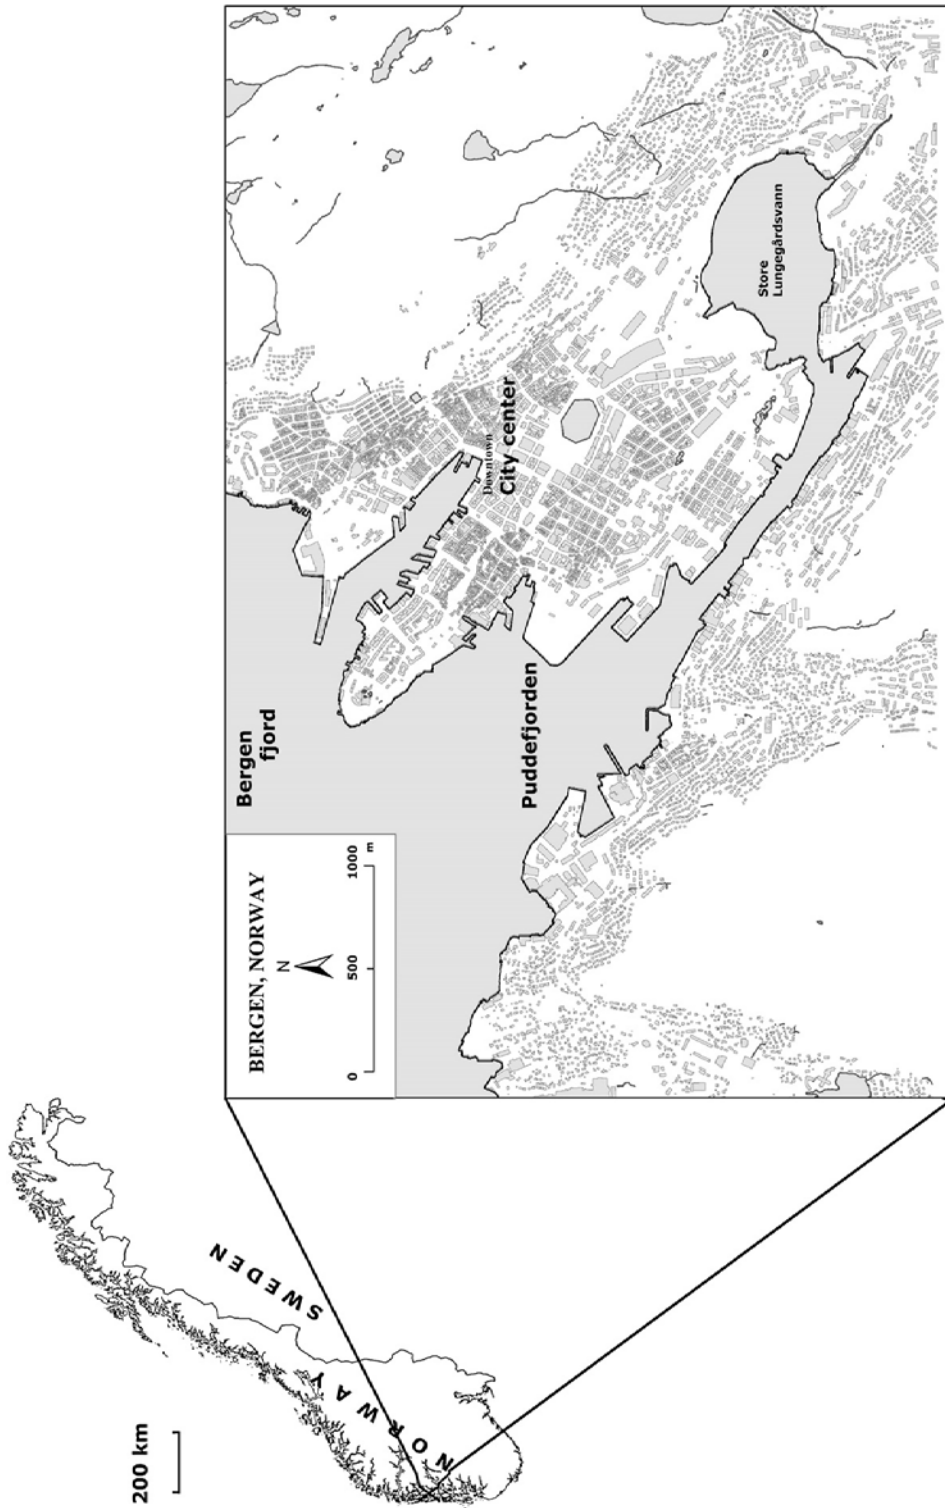 200 km
NORWAY
SWEDEN
BERGEN, NORWAY
N
0 500 1000
m
Bergen
fjord
Puddefjorden
Downtown
City center
Store
Lungegårdsvann